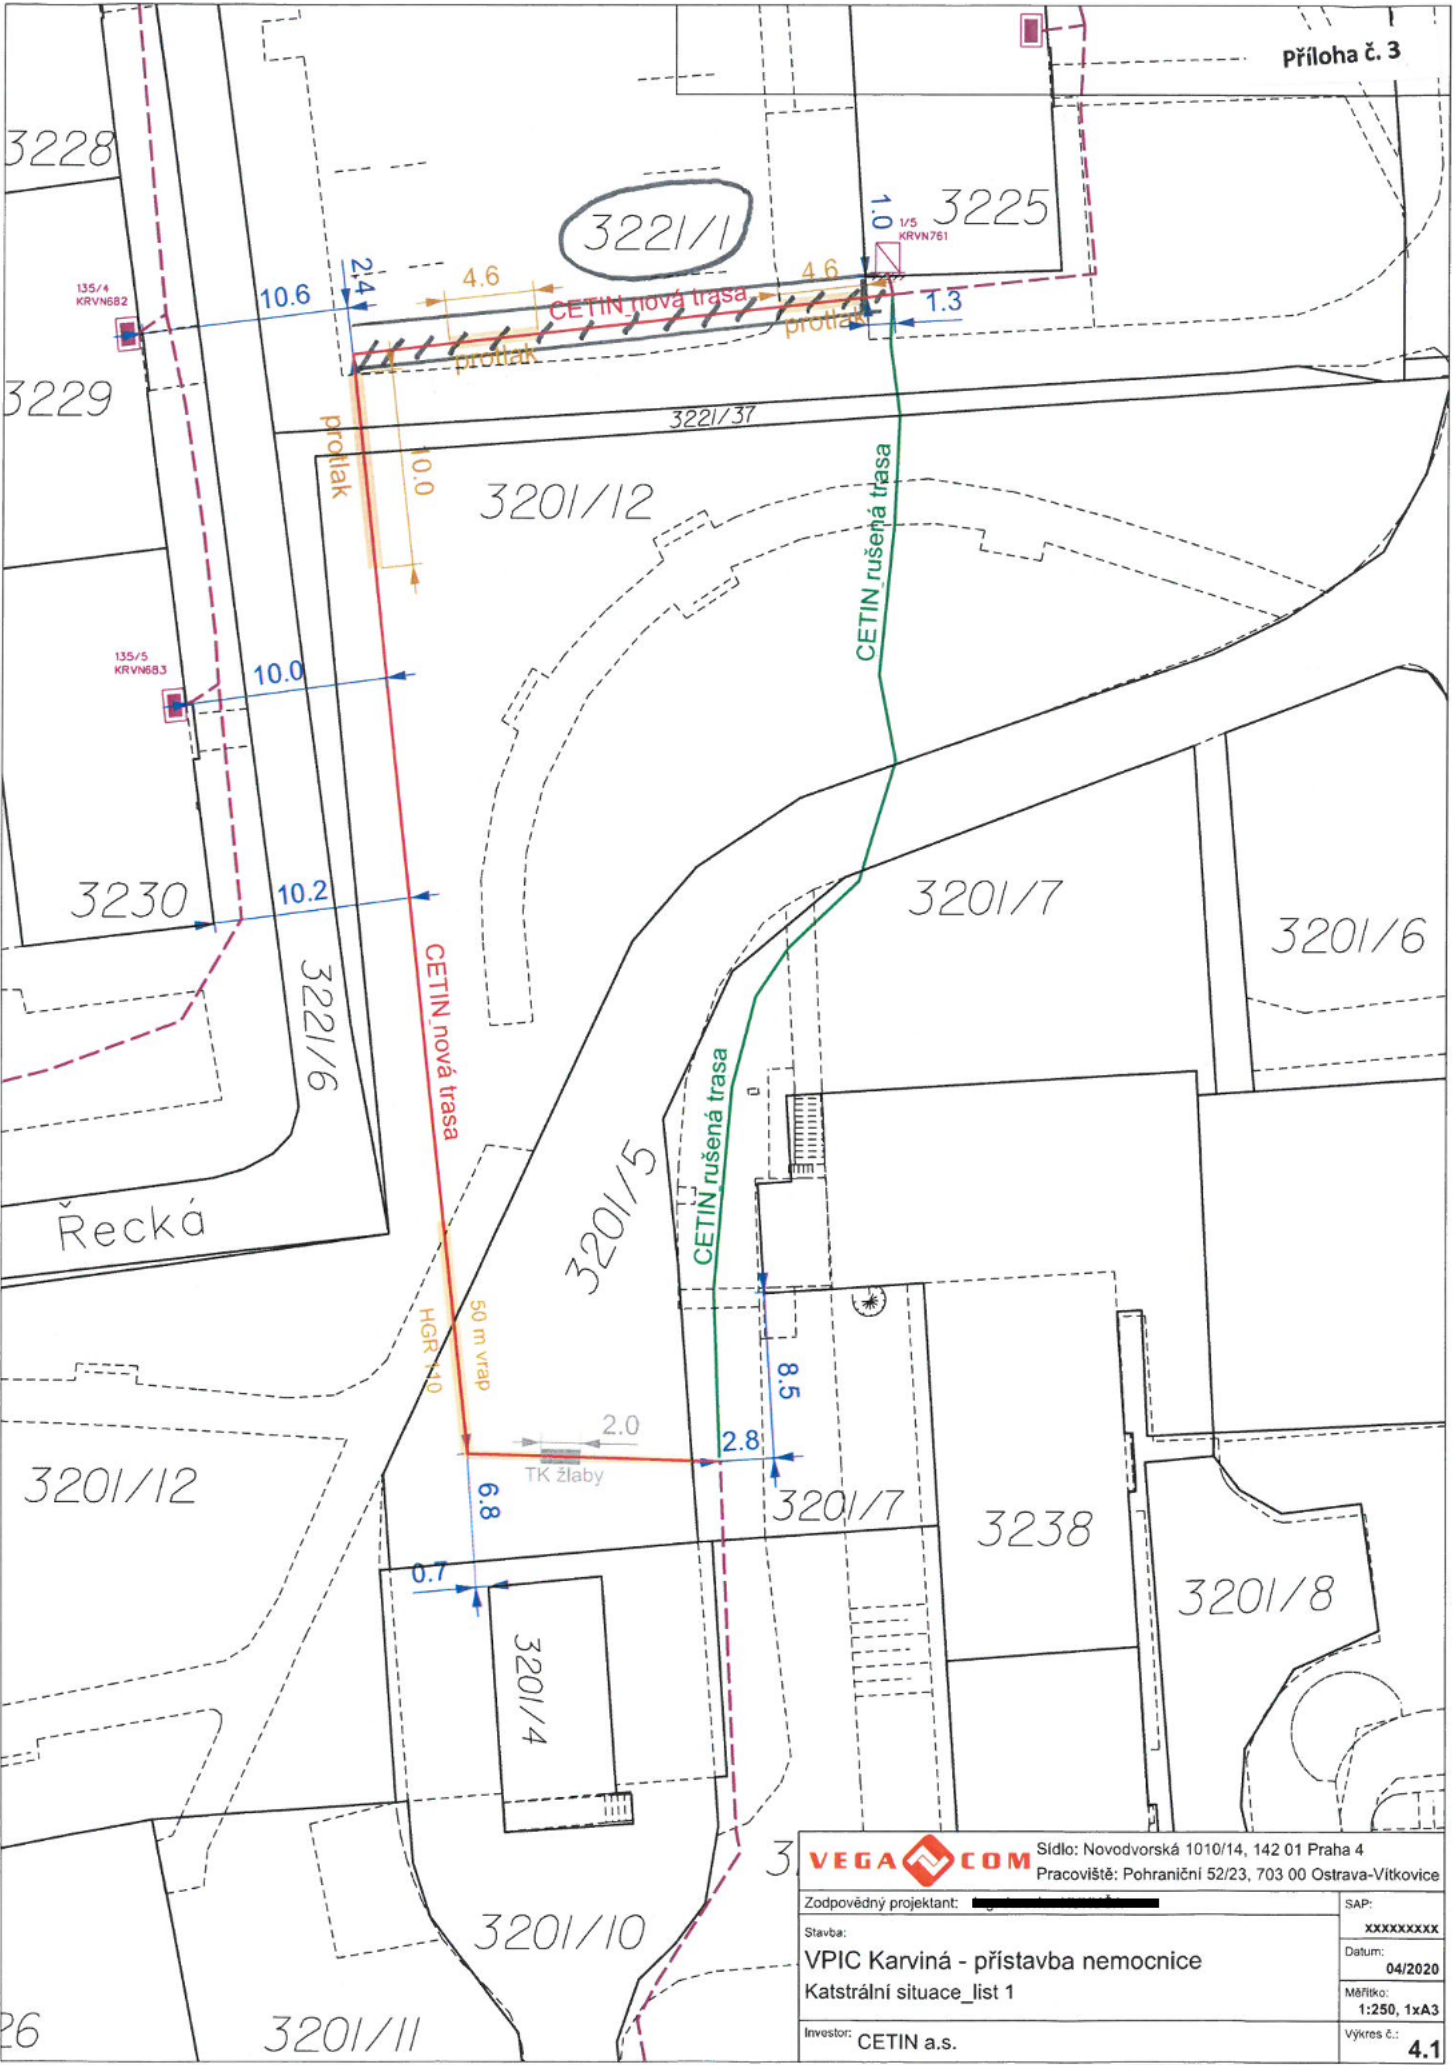 Příloha č. 3
3228
3221/1
3225
1.0
1/5
KRVN761
135/4
KRVN682
10.6
2.4
4.6
4.6
CETIN_nová trasa
1.3
protlak
protlak
3229
3221/37
protlak
10.0
3201/12
CETIN_rušená trasa
135/5
KRVN683
10.0
3230
10.2
3201/7
3201/6
3221/6
CETIN_nová trasa
CETIN_rušená trasa
3201/5
Řecká
50 m vrap
HGR 110
8.5
2.0
2.8
TK žlaby
3201/12
6.8
3201/7
3238
0.7
3201/8
3201/4
3201/10
26
3201/11
VEGACOM
Sídlo: Novodvorská 1010/14, 142 01 Praha 4
Pracoviště: Pohraniční 52/23, 703 00 Ostrava-Vítkovice
Zodpovědný projektant:
SAP:
xxxxxxxxx
Stavba:
VPIC Karviná - přístavba nemocnice
Katstrální situace_list 1
Datum:
04/2020
Měřítko:
1:250, 1xA3
Investor: CETIN a.s.
Výkres č.:
4.1